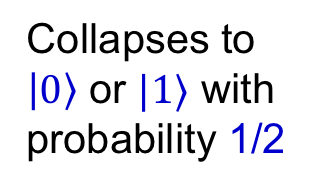 Collapses to
|0⟩ or |1⟩ with
probability 1/2